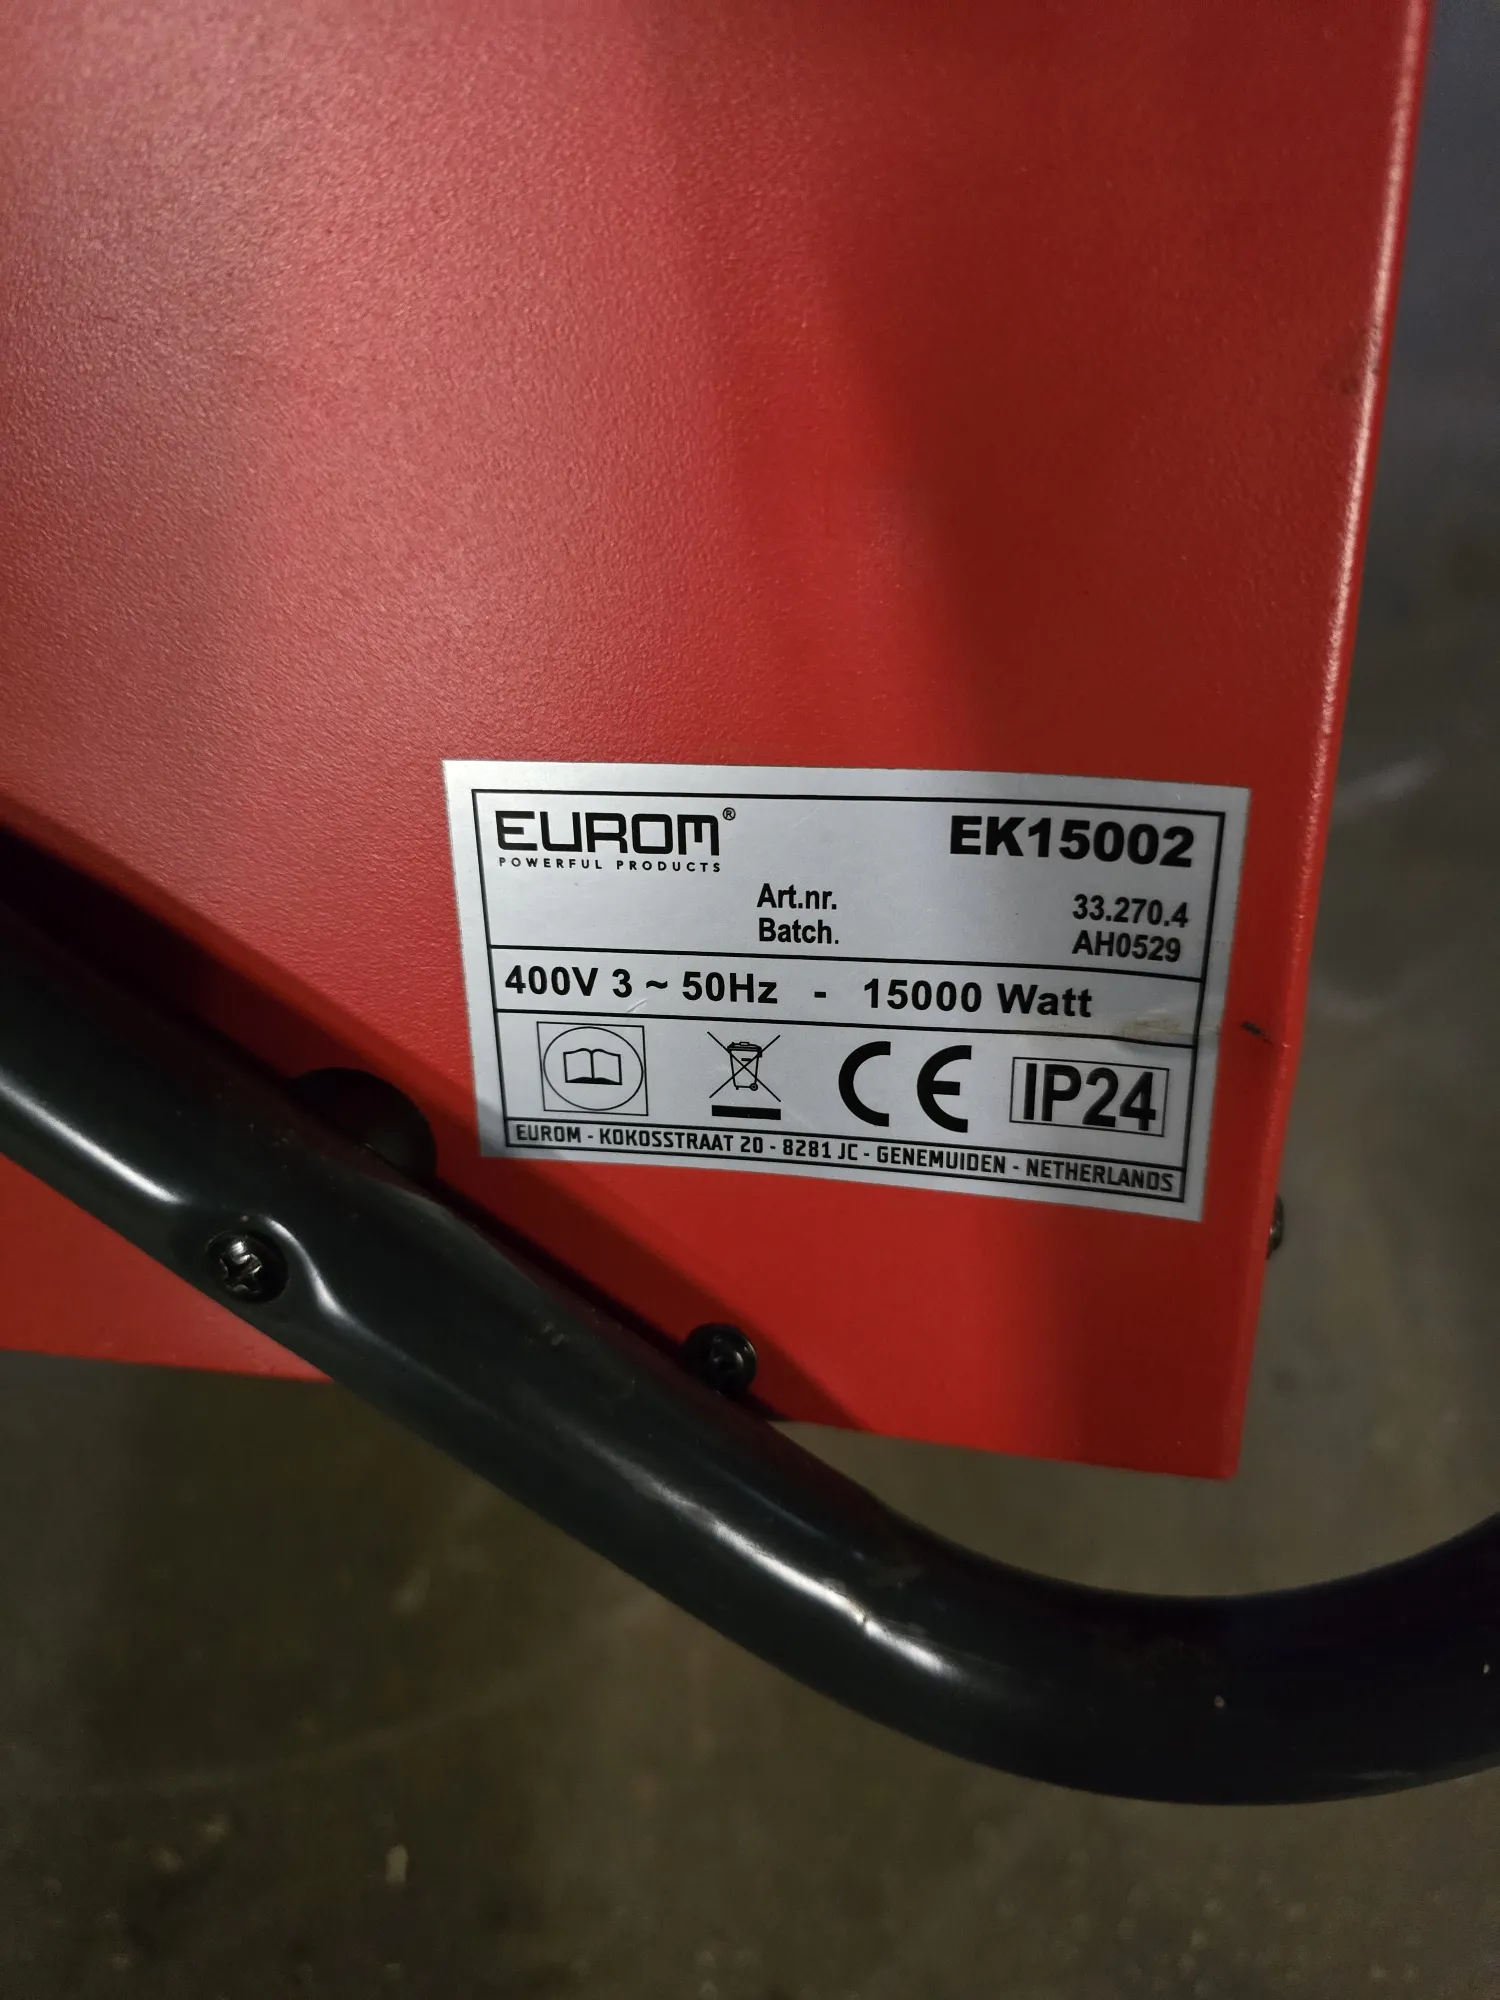 EUROM®
POWERFUL PRODUCTS
EK15002
Art.nr. 33.270.4
Batch. AH0529
400V 3 ~ 50Hz - 15000 Watt
CE IP24
EUROM - KOKOSSTRAAT 20 - 8281 JC - GENEMUIDEN - NETHERLANDS